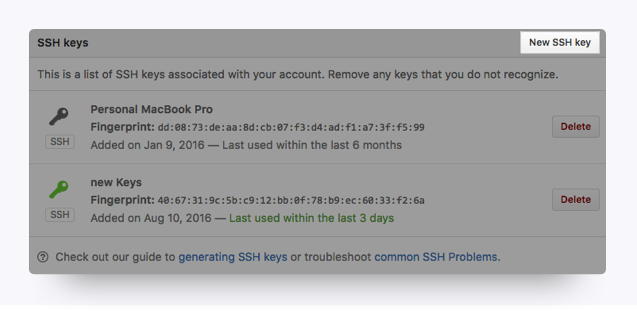 SSH keys
New SSH key
This is a list of SSH keys associated with your account. Remove any keys that you do not recognize.
Personal MacBook Pro
Fingerprint: dd:08:73:de:aa:8d:cb:07:f3:d4:ad:f1:a7:3f:f5:99
SSH
Added on Jan 9, 2016 — Last used within the last 6 months
Delete
new Keys
Fingerprint: 40:67:31:9c:5b:c9:12:bb:0f:78:b9:ec:60:33:f2:6a
SSH
Added on Aug 10, 2016 — Last used within the last 3 days
Delete
Check out our guide to generating SSH keys or troubleshoot common SSH Problems.